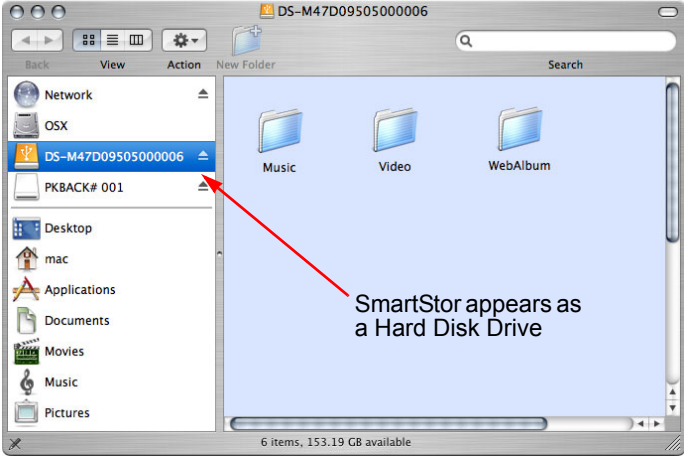 DS-M47D09505000006
Back
View
Action
New Folder
Search
Network
OSX
DS-M47D09505000006
PKBACK# 001
Desktop
mac
Applications
Documents
Movies
Music
Pictures
Music
Video
WebAlbum
SmartStor appears as
a Hard Disk Drive
6 items, 153.19 GB available